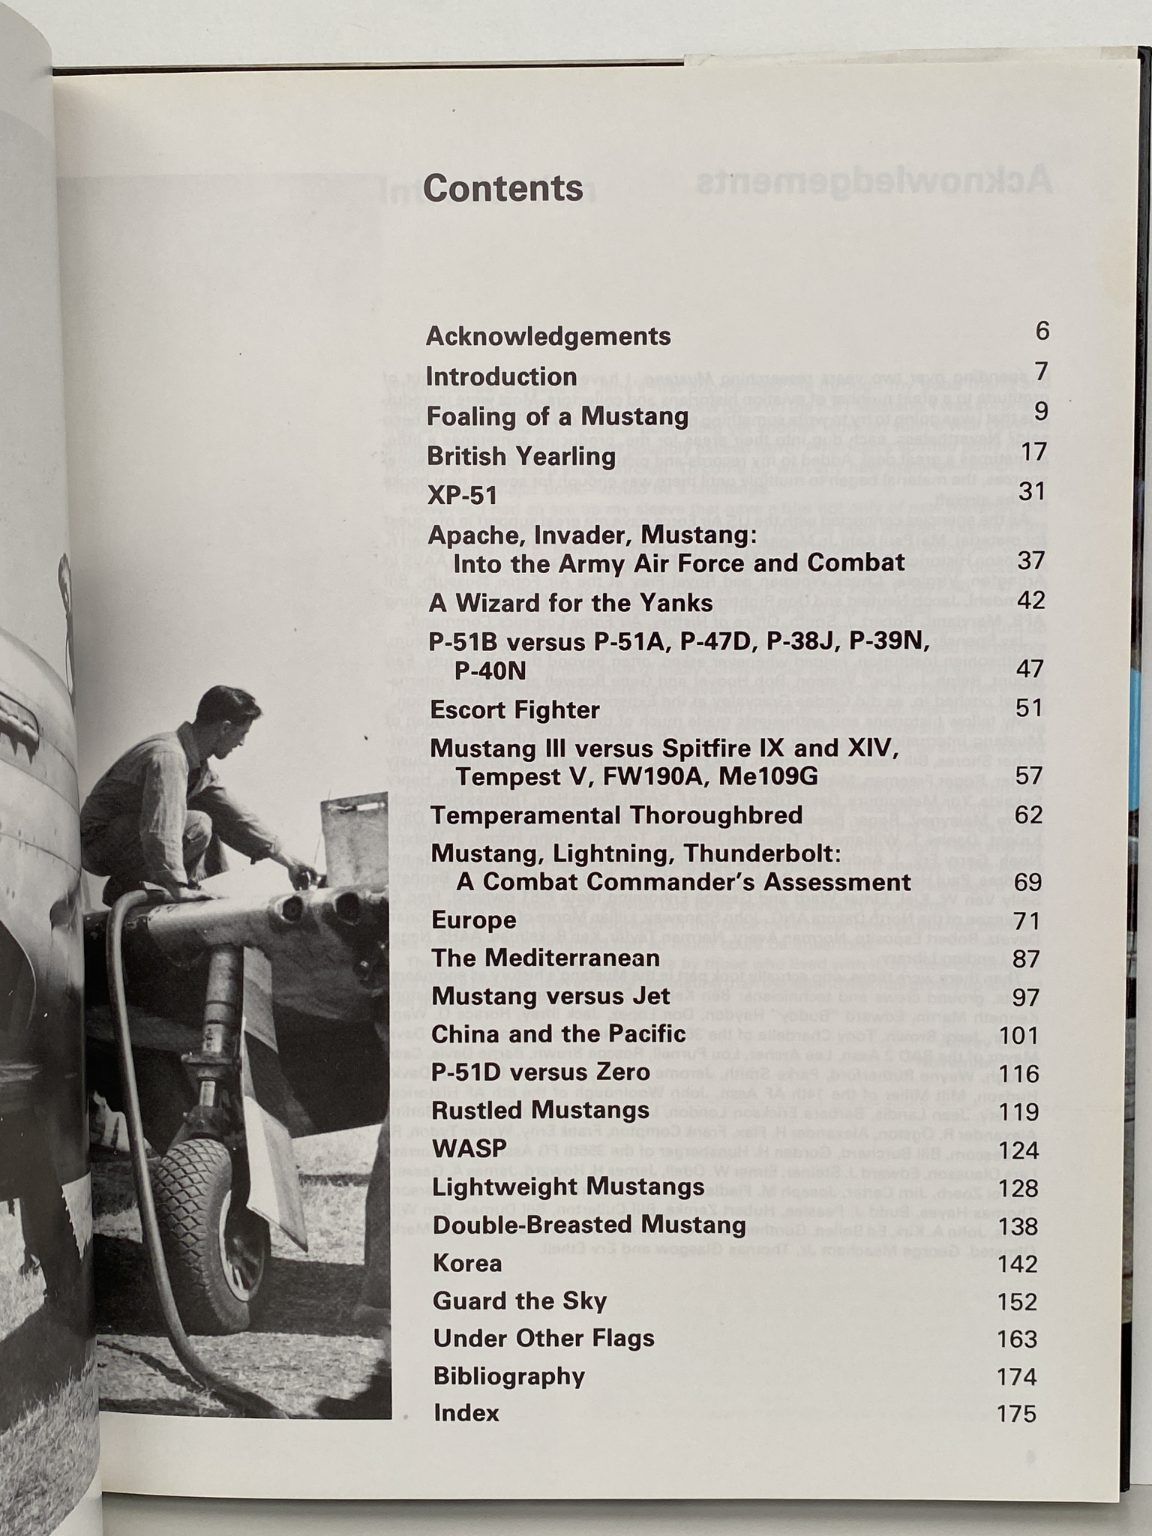 Contents
Acknowledgements 6
Introduction 7
Foaling of a Mustang 9
British Yearling 17
XP-51 31
Apache, Invader, Mustang:
Into the Army Air Force and Combat 37
A Wizard for the Yanks 42
P-51B versus P-51A, P-47D, P-38J, P-39N,
P-40N 47
Escort Fighter 51
Mustang III versus Spitfire IX and XIV,
Tempest V, FW190A, Me109G 57
Temperamental Thoroughbred 62
Mustang, Lightning, Thunderbolt:
A Combat Commander's Assessment 69
Europe 71
The Mediterranean 87
Mustang versus Jet 97
China and the Pacific 101
P-51D versus Zero 116
Rustled Mustangs 119
WASP 124
Lightweight Mustangs 128
Double-Breasted Mustang 138
Korea 142
Guard the Sky 152
Under Other Flags 163
Bibliography 174
Index 175